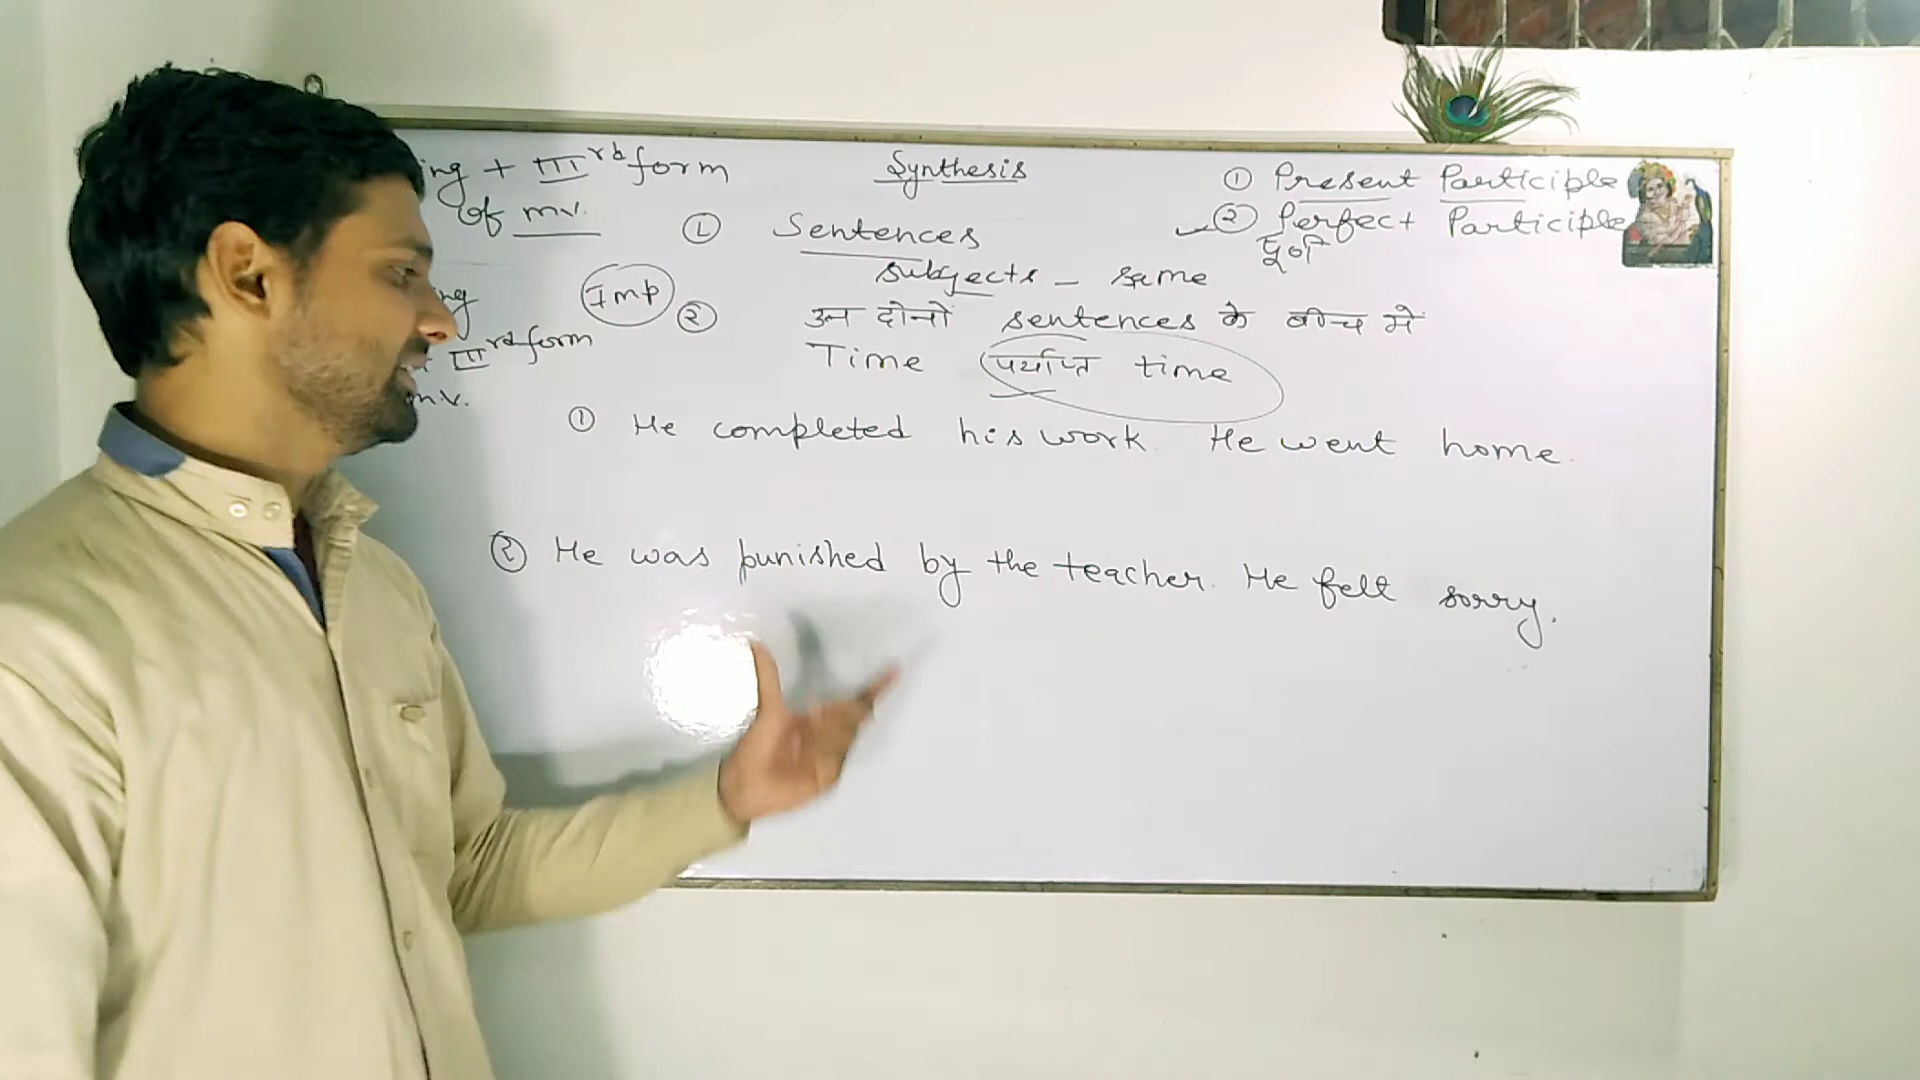 ing + IIIrd form
of m.v.
ing
IIIrd form
m.v.
Synthesis
① Sentences
subjects - same
Imp ② उन दोनों sentences के बीच में
Time पर्याप्त time
① Present Participle
② Perfect Participle
पूर्ण
① He completed his work. He went home.
② He was punished by the teacher. He felt sorry.